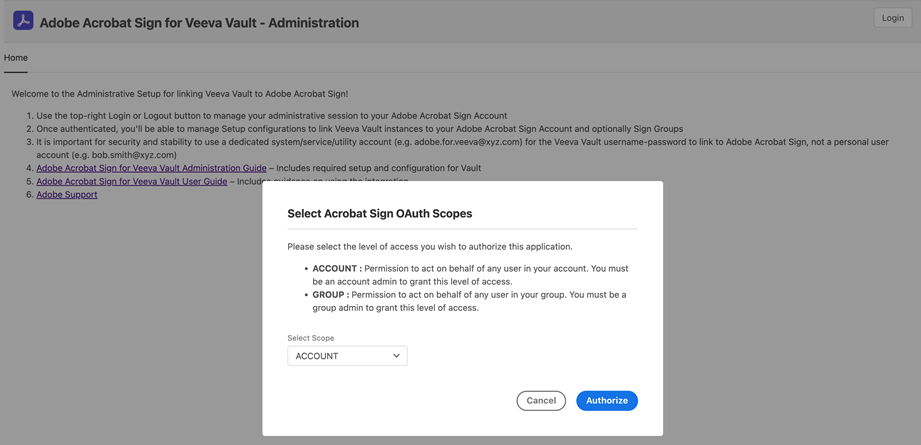 Adobe Acrobat Sign for Veeva Vault - Administration
Login
Home
Welcome to the Administrative Setup for linking Veeva Vault to Adobe Acrobat Sign!
1. Use the top-right Login or Logout button to manage your administrative session to your Adobe Acrobat Sign Account
2. Once authenticated, you'll be able to manage Setup configurations to link Veeva Vault instances to your Adobe Acrobat Sign Account and optionally Sign Groups
3. It is important for security and stability to use a dedicated system/service/utility account (e.g. adobe.for.veeva@xyz.com) for the Veeva Vault username-password to link to Adobe Acrobat Sign, not a personal user
account (e.g. bob.smith@xyz.com)
4. Adobe Acrobat Sign for Veeva Vault Administration Guide – Includes required setup and configuration for Vault
5. Adobe Acrobat Sign for Veeva Vault User Guide – Includes guidance on using the integration
6. Adobe Support
Select Acrobat Sign OAuth Scopes
Please select the level of access you wish to authorize this application.
• ACCOUNT : Permission to act on behalf of any user in your account. You must
be an account admin to grant this level of access.
• GROUP : Permission to act on behalf of any user in your group. You must be a
group admin to grant this level of access.
Select Scope
ACCOUNT
Cancel
Authorize